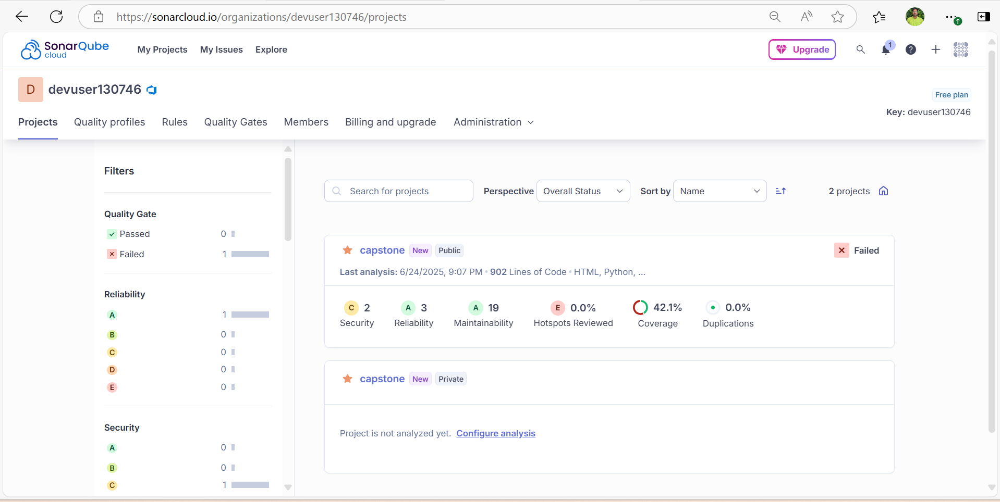 https://sonarcloud.io/organizations/devuser130746/projects
SonarQube cloud
My Projects My Issues Explore
Upgrade
1
?
D devuser130746
Free plan
Key: devuser130746
Projects Quality profiles Rules Quality Gates Members Billing and upgrade Administration
Filters
Quality Gate
Passed 0
Failed 1
Reliability
A 1
B 0
C 0
D 0
E 0
Security
A 0
B 0
C 1
Search for projects Perspective Overall Status Sort by Name 2 projects
capstone New Public Failed
Last analysis: 6/24/2025, 9:07 PM • 902 Lines of Code • HTML, Python, ...
C 2 A 3 A 19 E 0.0% 42.1% 0.0%
Security Reliability Maintainability Hotspots Reviewed Coverage Duplications
capstone New Private
Project is not analyzed yet. Configure analysis